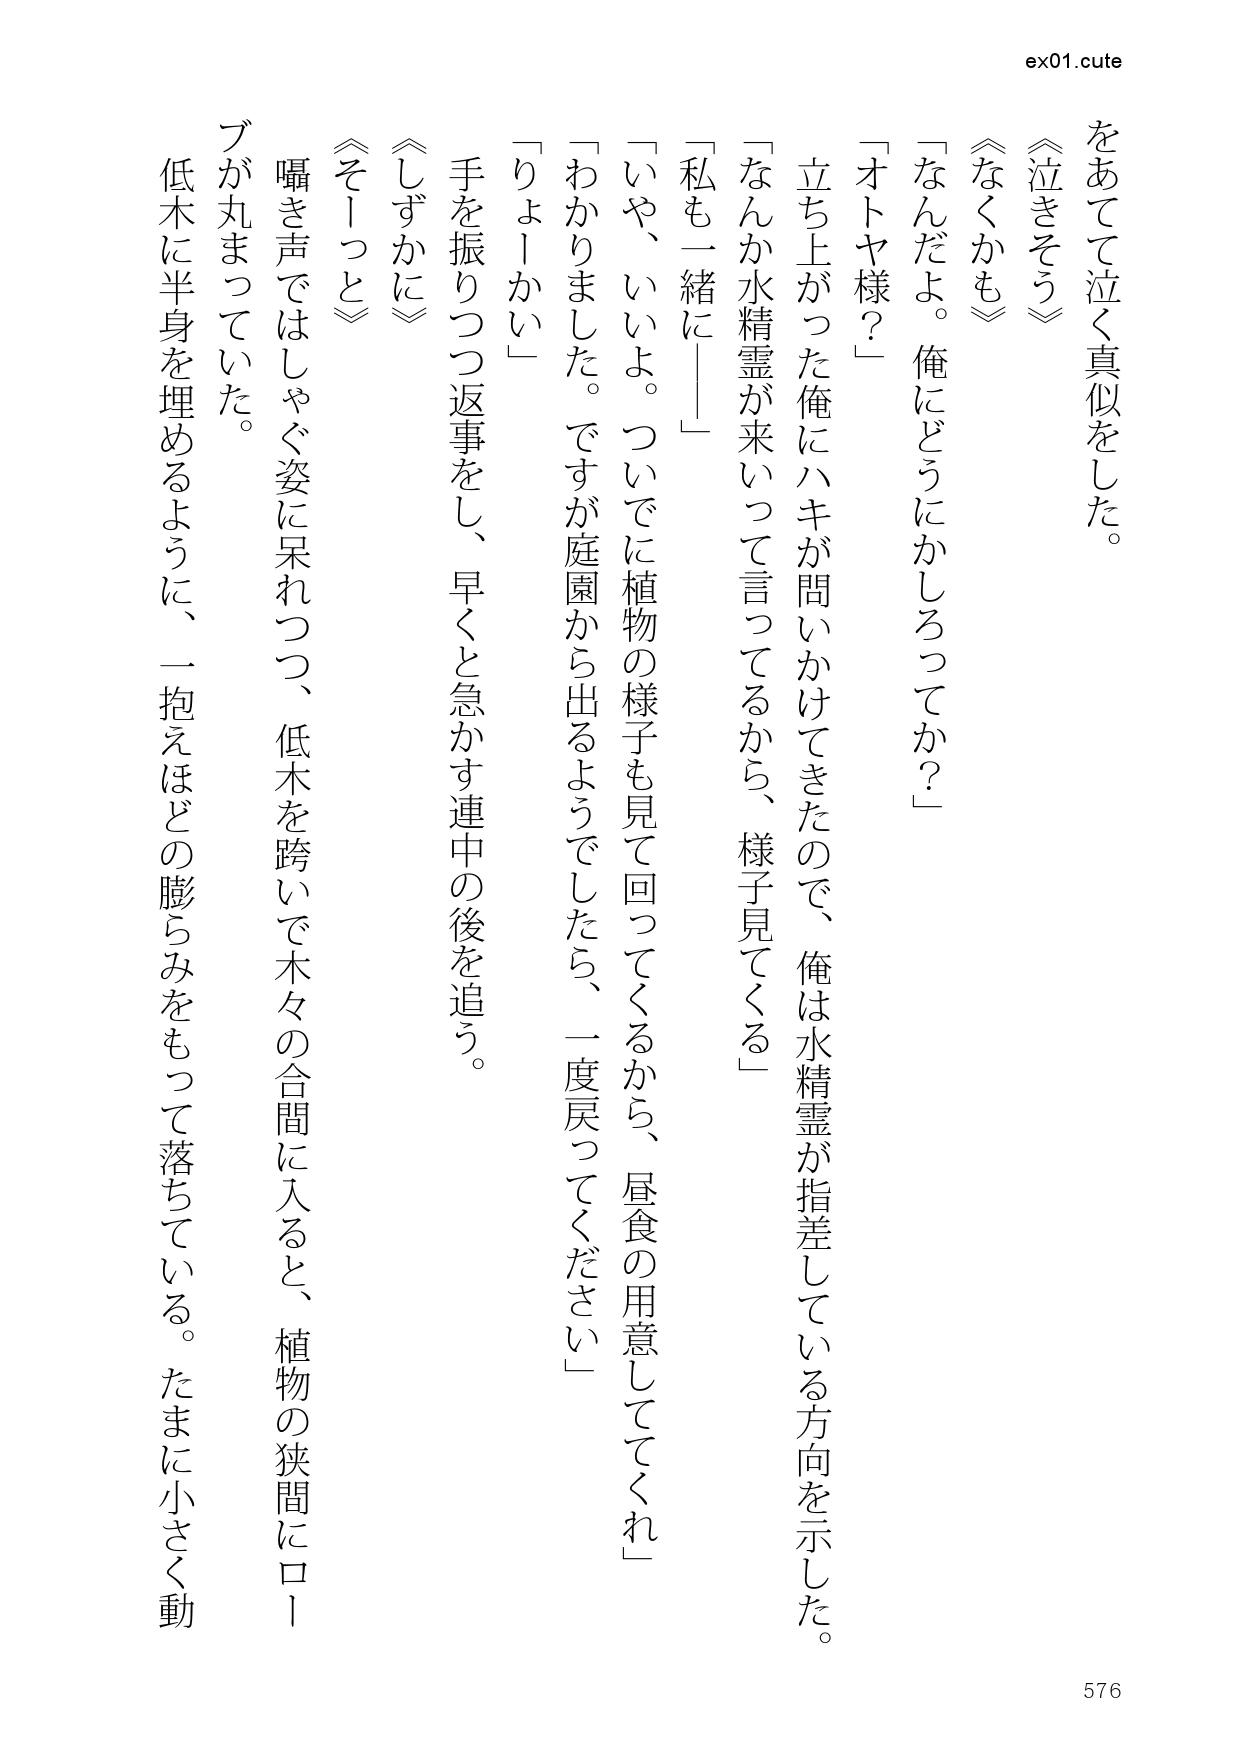 ex01.cute
をあてて泣く真似をした。
《泣きそう》
《なくかも》
「なんだよ。俺にどうにかしろってか？」
「オトヤ様？」
　立ち上がった俺にハキが問いかけてきたので、俺は水精霊が指差している方向を示した。
「なんか水精霊が来いって言ってるから、様子見てくる」
「私も一緒に――」
「いや、いいよ。ついでに植物の様子も見て回ってくるから、昼食の用意しててくれ」
「わかりました。ですが庭園から出るようでしたら、一度戻ってください」
「りょーかい」
　手を振りつつ返事をし、早くと急かす連中の後を追う。
《しずかに》
《そーっと》
　囁き声ではしゃぐ姿に呆れつつ、低木を跨いで木々の合間に入ると、植物の狭間にロー
ブが丸まっていた。
　低木に半身を埋めるように、一抱えほどの膨らみをもって落ちている。たまに小さく動
576